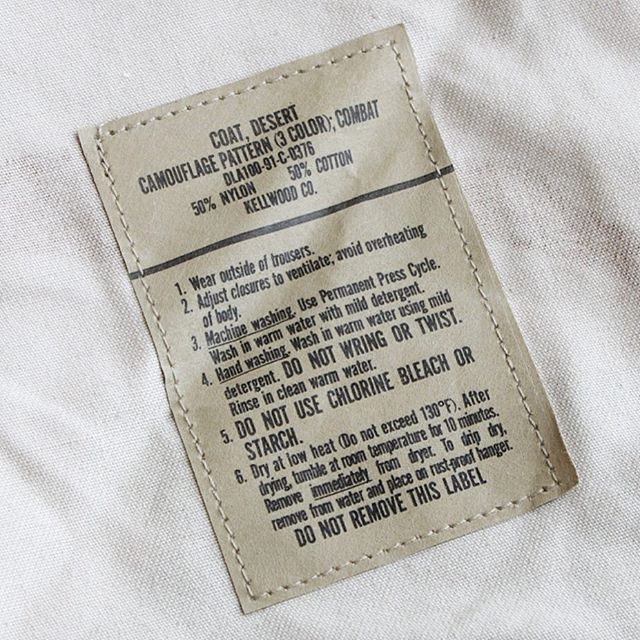 COAT, DESERT
CAMOUFLAGE PATTERN (3 COLOR); COMBAT
DLA100-91-C-0376
50% NYLON 50% COTTON
KELLWOOD CO.
1. Wear outside of trousers.
2. Adjust closures to ventilate; avoid overheating
of body.
3. Machine washing. Use Permanent Press Cycle.
Wash in warm water with mild detergent.
4. Hand washing. Wash in warm water using mild
detergent. DO NOT WRING OR TWIST.
Rinse in clean warm water.
5. DO NOT USE CHLORINE BLEACH OR
STARCH.
6. Dry at low heat (Do not exceed 130°F). After
drying, tumble at room temperature for 10 minutes.
Remove immediately from dryer. To drip dry,
remove from water and place on rust-proof hanger.
DO NOT REMOVE THIS LABEL